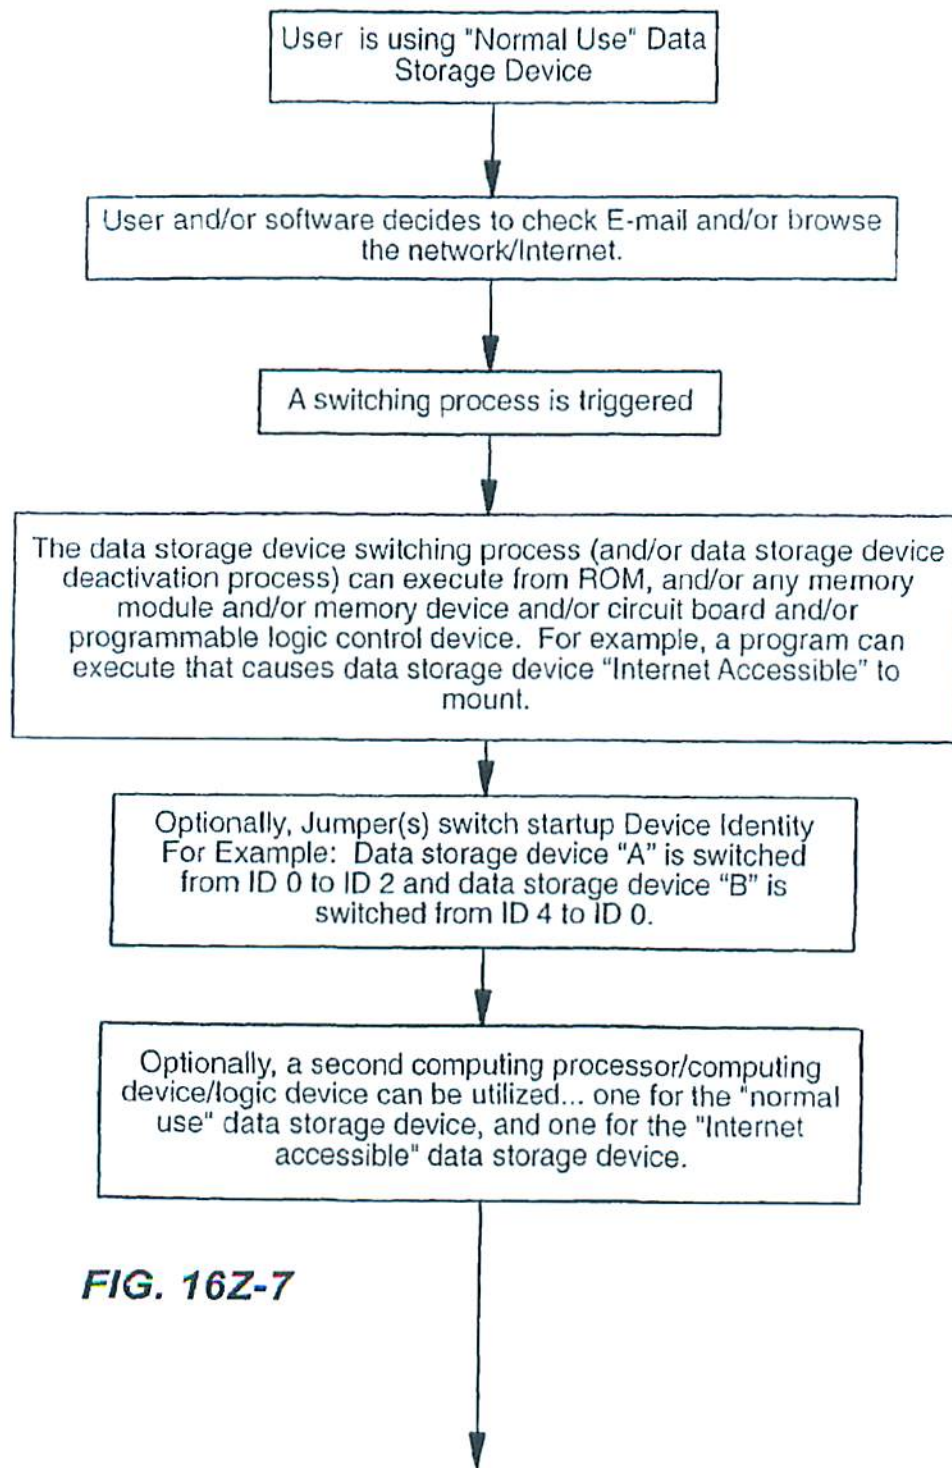 User is using "Normal Use" Data
Storage Device
User and/or software decides to check E-mail and/or browse
the network/Internet.
A switching process is triggered
The data storage device switching process (and/or data storage device
deactivation process) can execute from ROM, and/or any memory
module and/or memory device and/or circuit board and/or
programmable logic control device. For example, a program can
execute that causes data storage device “Internet Accessible” to
mount.
Optionally, Jumper(s) switch startup Device Identity
For Example: Data storage device “A” is switched
from ID 0 to ID 2 and data storage device “B” is
switched from ID 4 to ID 0.
Optionally, a second computing processor/computing
device/logic device can be utilized... one for the "normal
use" data storage device, and one for the "Internet
accessible" data storage device.
FIG. 16Z-7